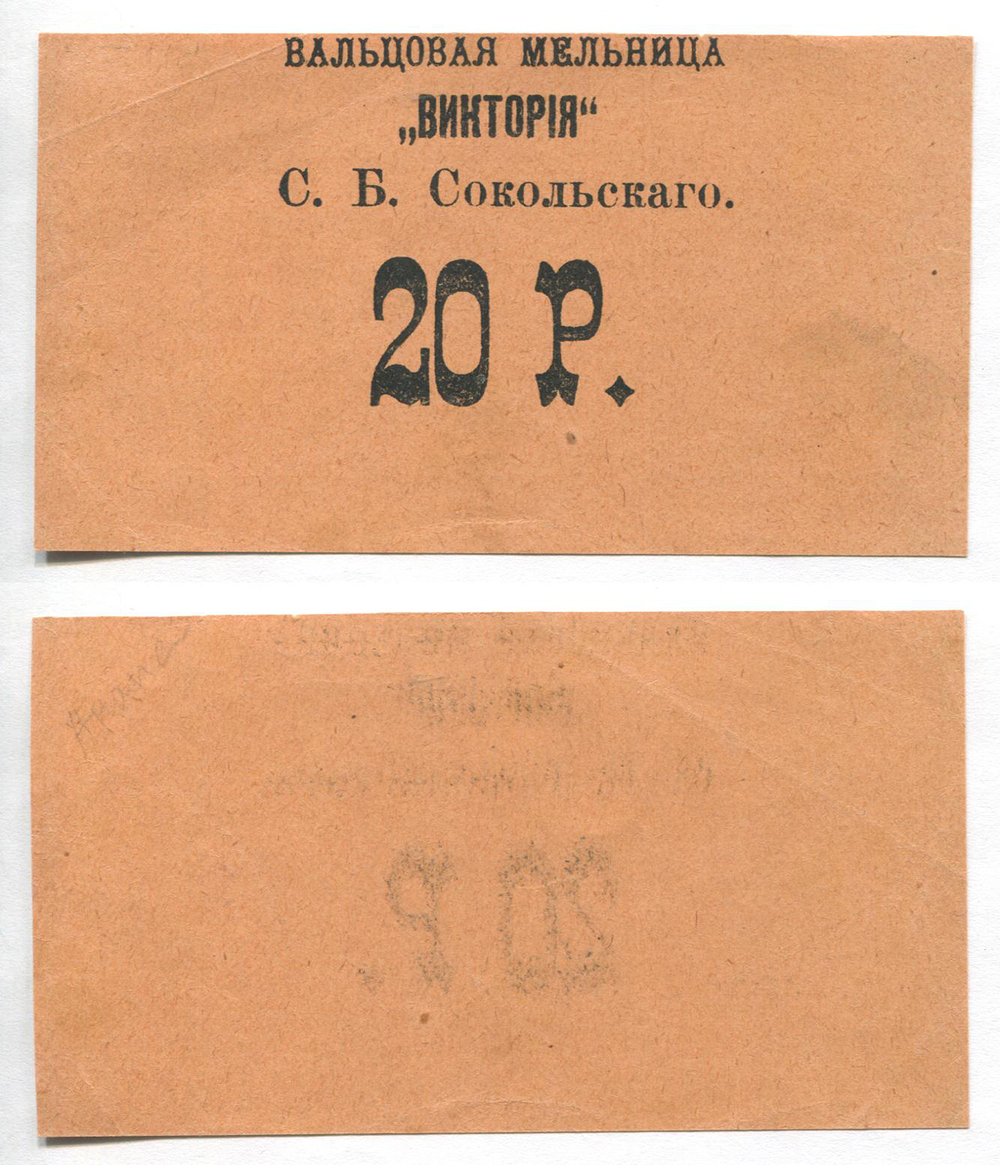 ВАЛЬЦОВАЯ МЕЛЬНИЦА
„ВИКТОРІЯ“
С. Б. Сокольскаго.
20 Р.